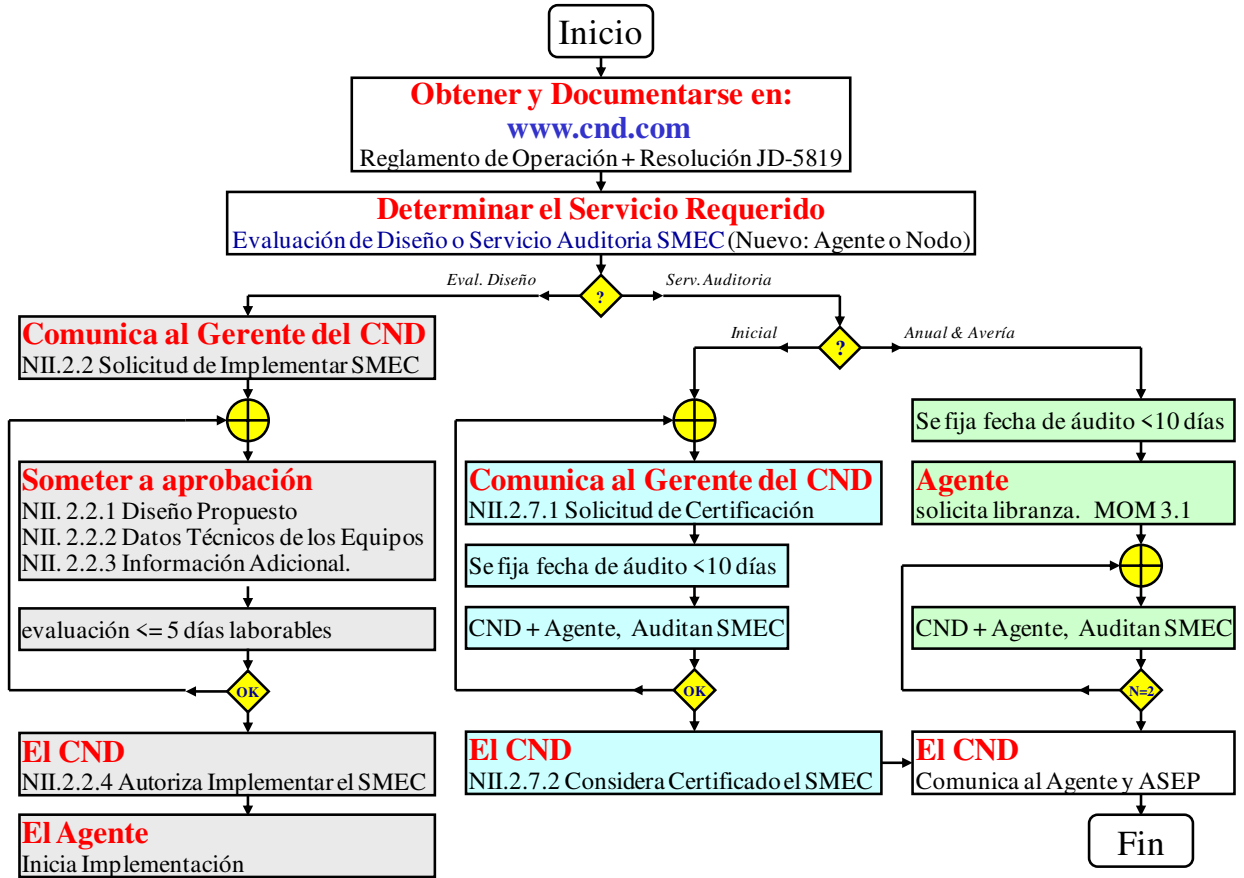 Inicio
Obtener y Documentarse en:
www.cnd.com
Reglamento de Operación + Resolución JD-5819
Determinar el Servicio Requerido
Evaluación de Diseño o Servicio Auditoria SMEC (Nuevo: Agente o Nodo)
Eval. Diseño
?
Serv. Auditoria
Comunica al Gerente del CND
NII.2.2 Solicitud de Implementar SMEC
Inicial
?
Anual & Avería
Se fija fecha de áudito <10 días
Someter a aprobación
NII. 2.2.1 Diseño Propuesto
NII. 2.2.2 Datos Técnicos de los Equipos
NII. 2.2.3 Información Adicional.
Comunica al Gerente del CND
NII.2.7.1 Solicitud de Certificación
Agente
solicita libranza. MOM 3.1
Se fija fecha de áudito <10 días
evaluación <= 5 días laborables
CND + Agente, Auditan SMEC
CND + Agente, Auditan SMEC
OK
OK
N=2
El CND
NII.2.2.4 Autoriza Implementar el SMEC
El CND
NII.2.7.2 Considera Certificado el SMEC
El CND
Comunica al Agente y ASEP
El Agente
Inicia Implementación
Fin